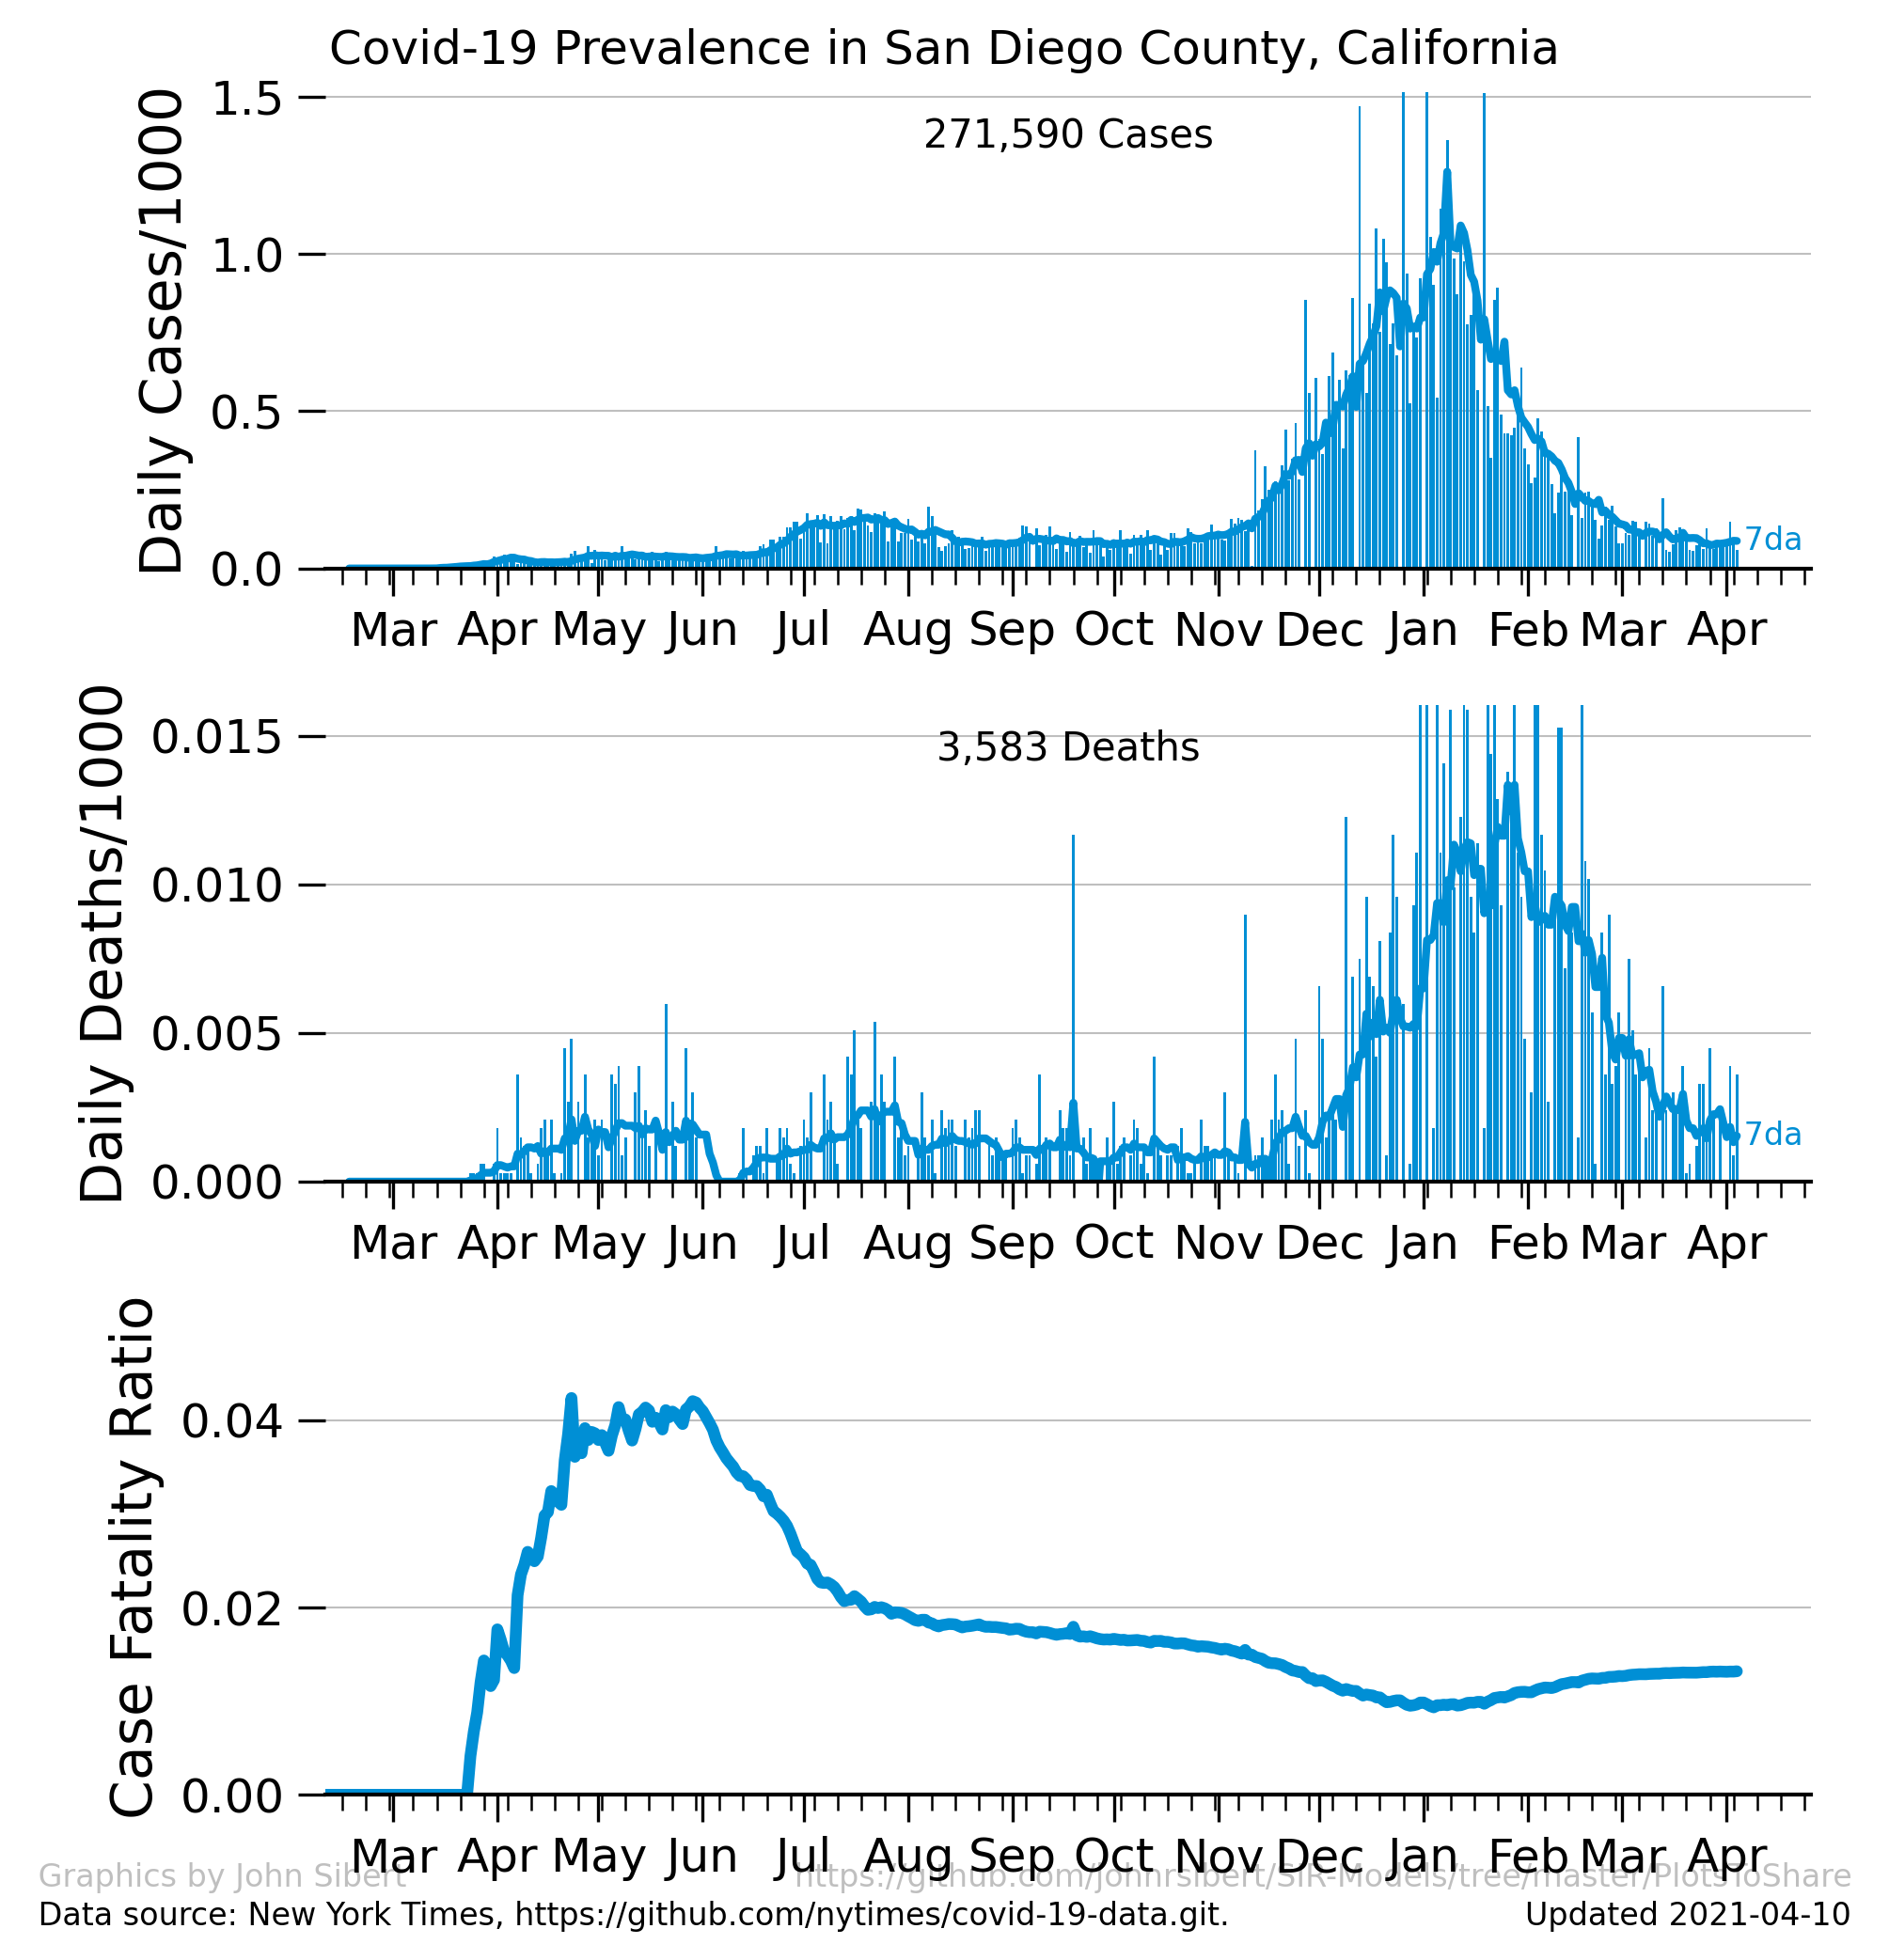 Covid-19 Prevalence in San Diego County, California
Daily Cases/1000
1.5
1.0
0.5
0.0
271,590 Cases
7da
Mar Apr May Jun Jul Aug Sep Oct Nov Dec Jan Feb Mar Apr
Daily Deaths/1000
0.015
0.010
0.005
0.000
3,583 Deaths
7da
Mar Apr May Jun Jul Aug Sep Oct Nov Dec Jan Feb Mar Apr
Case Fatality Ratio
0.04
0.02
0.00
Mar Apr May Jun Jul Aug Sep Oct Nov Dec Jan Feb Mar Apr
Graphics by John Sibert https://github.com/johnrsibert/SIR-Models/tree/master/PlotsToShare
Data source: New York Times, https://github.com/nytimes/covid-19-data.git. Updated 2021-04-10